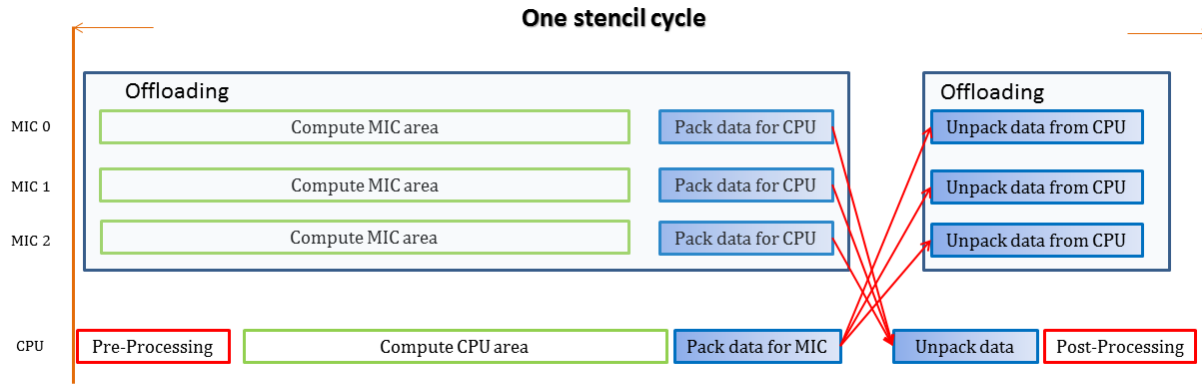 One stencil cycle
Offloading
Offloading
MIC 0
Compute MIC area
Pack data for CPU
Unpack data from CPU
MIC 1
Compute MIC area
Pack data for CPU
Unpack data from CPU
MIC 2
Compute MIC area
Pack data for CPU
Unpack data from CPU
CPU
Pre-Processing
Compute CPU area
Pack data for MIC
Unpack data
Post-Processing